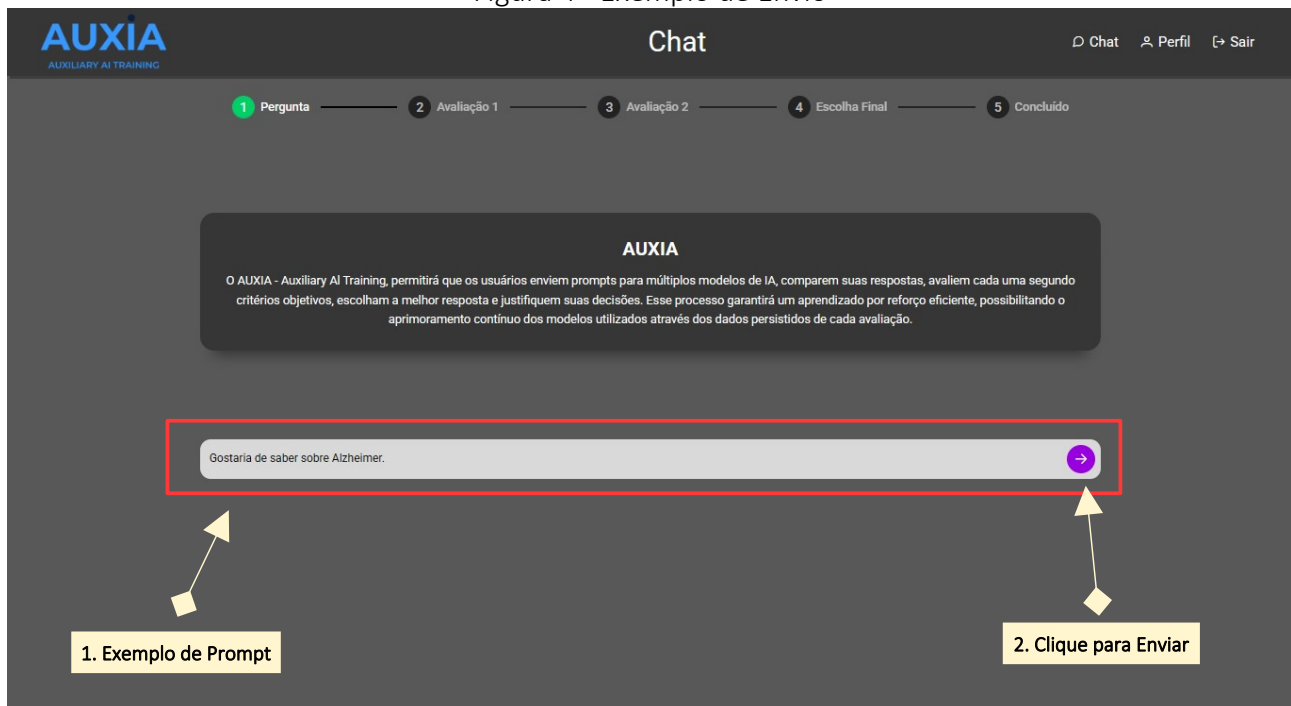 Figura 4 - Exemplo de Envio
AUXIA
AUXILIARY AI TRAINING
Chat
Chat
Perfil
Sair
1 Pergunta
2 Avaliação 1
3 Avaliação 2
4 Escolha Final
5 Concluído
AUXIA
O AUXIA - Auxiliary AI Training, permitirá que os usuários enviem prompts para múltiplos modelos de IA, comparem suas respostas, avaliem cada uma segundo
critérios objetivos, escolham a melhor resposta e justifiquem suas decisões. Esse processo garantirá um aprendizado por reforço eficiente, possibilitando o
aprimoramento contínuo dos modelos utilizados através dos dados persistidos de cada avaliação.
Gostaria de saber sobre Alzheimer.
1. Exemplo de Prompt
2. Clique para Enviar